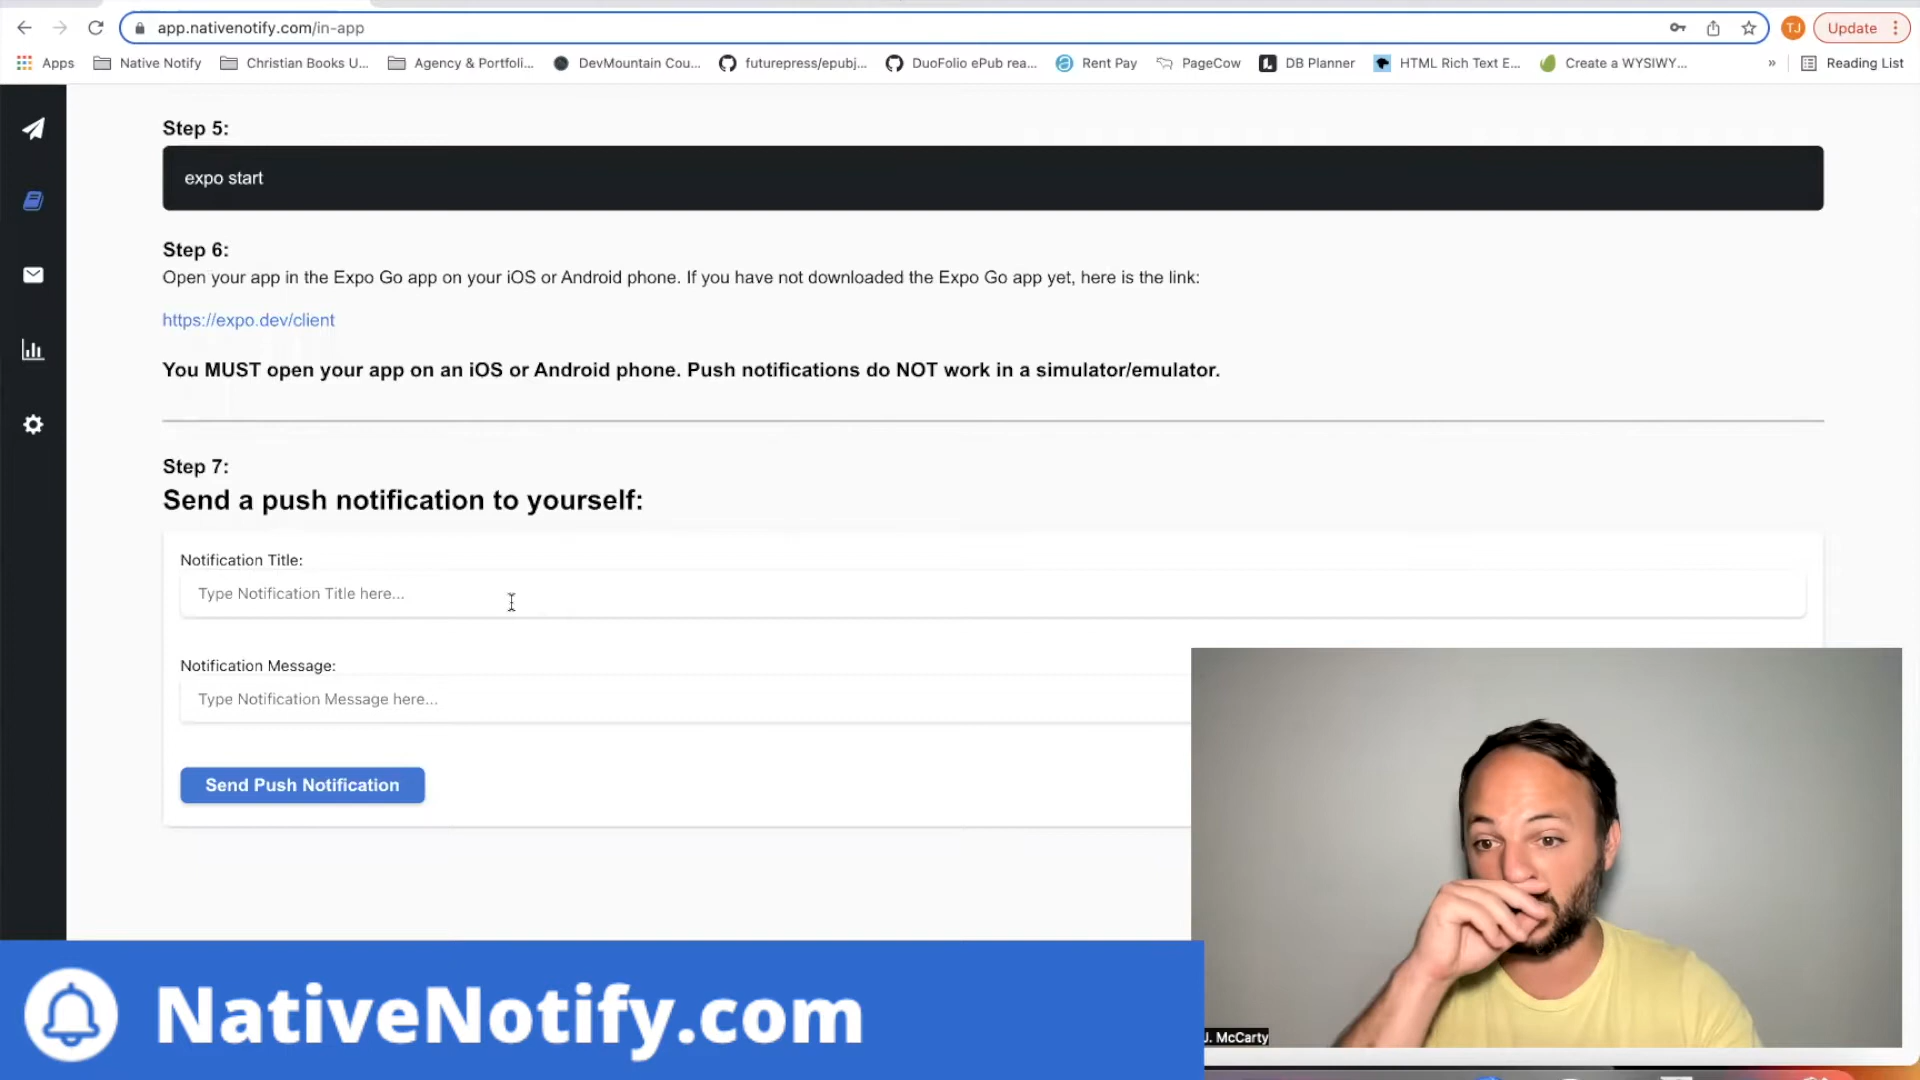 app.nativenotify.com/in-app
TJ
Update
Apps
Native Notify
Christian Books U...
Agency & Portfoli...
DevMountain Cou...
futurepress/epubj...
DuoFolio ePub rea...
Rent Pay
PageCow
DB Planner
HTML Rich Text E...
Create a WYSIWY...
»
Reading List
Step 5:
expo start
Step 6:
Open your app in the Expo Go app on your iOS or Android phone. If you have not downloaded the Expo Go app yet, here is the link:
https://expo.dev/client
You MUST open your app on an iOS or Android phone. Push notifications do NOT work in a simulator/emulator.
Step 7:
Send a push notification to yourself:
Notification Title:
Type Notification Title here...
Notification Message:
Type Notification Message here...
Send Push Notification
NativeNotify.com
J. McCarty